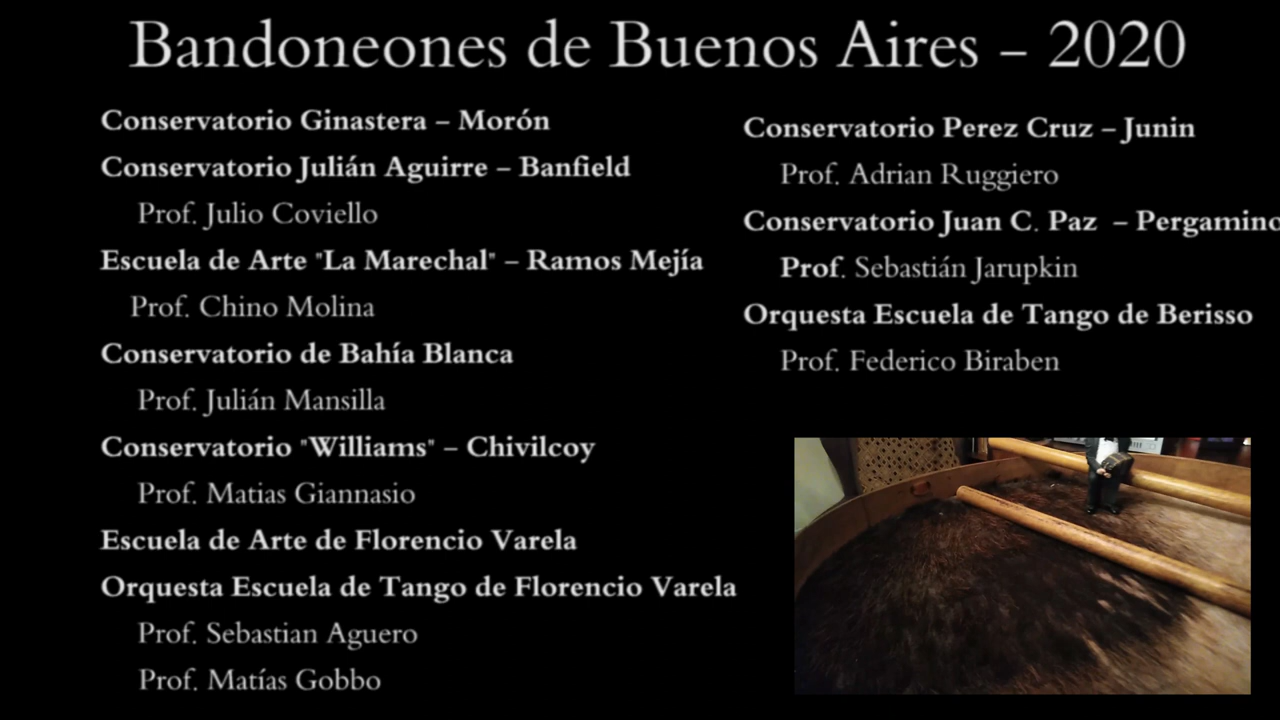 Bandoneones de Buenos Aires – 2020
Conservatorio Ginastera – Morón
Conservatorio Julián Aguirre – Banfield
Prof. Julio Coviello
Escuela de Arte "La Marechal" – Ramos Mejía
Prof. Chino Molina
Conservatorio de Bahía Blanca
Prof. Julián Mansilla
Conservatorio "Williams" – Chivilcoy
Prof. Matias Giannasio
Escuela de Arte de Florencio Varela
Orquesta Escuela de Tango de Florencio Varela
Prof. Sebastian Aguero
Prof. Matías Gobbo
Conservatorio Perez Cruz – Junin
Prof. Adrian Ruggiero
Conservatorio Juan C. Paz – Pergamino
Prof. Sebastián Jarupkin
Orquesta Escuela de Tango de Berisso
Prof. Federico Biraben